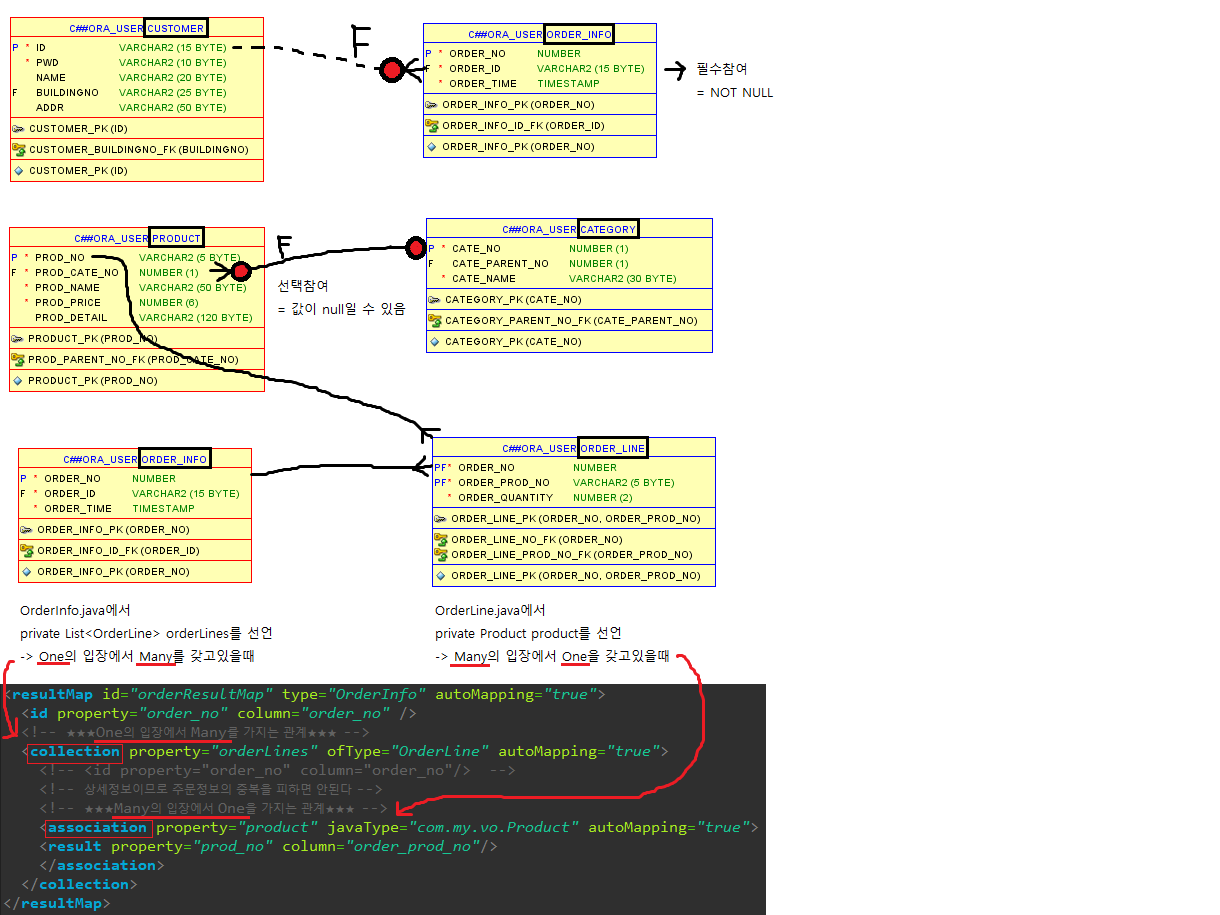 C##ORA_USER.CUSTOMER
P * ID VARCHAR2 (15 BYTE)
* PWD VARCHAR2 (10 BYTE)
NAME VARCHAR2 (20 BYTE)
F BUILDINGNO VARCHAR2 (25 BYTE)
ADDR VARCHAR2 (50 BYTE)
CUSTOMER_PK (ID)
CUSTOMER_BUILDINGNO_FK (BUILDINGNO)
CUSTOMER_PK (ID)
F
C##ORA_USER.ORDER_INFO
P * ORDER_NO NUMBER
F * ORDER_ID VARCHAR2 (15 BYTE)
* ORDER_TIME TIMESTAMP
ORDER_INFO_PK (ORDER_NO)
ORDER_INFO_ID_FK (ORDER_ID)
ORDER_INFO_PK (ORDER_NO)
필수참여
= NOT NULL
C##ORA_USER.PRODUCT
P * PROD_NO VARCHAR2 (5 BYTE)
F * PROD_CATE_NO NUMBER (1)
* PROD_NAME VARCHAR2 (50 BYTE)
* PROD_PRICE NUMBER (6)
PROD_DETAIL VARCHAR2 (120 BYTE)
PRODUCT_PK (PROD_NO)
PROD_PARENT_NO_FK (PROD_CATE_NO)
PRODUCT_PK (PROD_NO)
F
선택참여
= 값이 null일 수 있음
C##ORA_USER.CATEGORY
P * CATE_NO NUMBER (1)
F CATE_PARENT_NO NUMBER (1)
* CATE_NAME VARCHAR2 (30 BYTE)
CATEGORY_PK (CATE_NO)
CATEGORY_PARENT_NO_FK (CATE_PARENT_NO)
CATEGORY_PK (CATE_NO)
C##ORA_USER.ORDER_INFO
P * ORDER_NO NUMBER
F * ORDER_ID VARCHAR2 (15 BYTE)
* ORDER_TIME TIMESTAMP
ORDER_INFO_PK (ORDER_NO)
ORDER_INFO_ID_FK (ORDER_ID)
ORDER_INFO_PK (ORDER_NO)
C##ORA_USER.ORDER_LINE
PF* ORDER_NO NUMBER
PF* ORDER_PROD_NO VARCHAR2 (5 BYTE)
* ORDER_QUANTITY NUMBER (2)
ORDER_LINE_PK (ORDER_NO, ORDER_PROD_NO)
ORDER_LINE_NO_FK (ORDER_NO)
ORDER_LINE_PROD_NO_FK (ORDER_PROD_NO)
ORDER_LINE_PK (ORDER_NO, ORDER_PROD_NO)
OrderInfo.java에서
private List<OrderLine> orderLines를 선언
-> One의 입장에서 Many를 갖고있을때
OrderLine.java에서
private Product product를 선언
-> Many의 입장에서 One을 갖고있을때
<resultMap id="orderResultMap" type="OrderInfo" autoMapping="true">
<id property="order_no" column="order_no" />
<!-- ★★★One의 입장에서 Many를 가지는 관계★★★ -->
<collection property="orderLines" ofType="OrderLine" autoMapping="true">
<!-- <id property="order_no" column="order_no"/> -->
<!-- 상세정보이므로 주문정보의 중복을 피하면 안된다 -->
<!-- ★★★Many의 입장에서 One를 가지는 관계★★★ -->
<association property="product" javaType="com.my.vo.Product" autoMapping="true">
<result property="prod_no" column="order_prod_no"/>
</association>
</collection>
</resultMap>